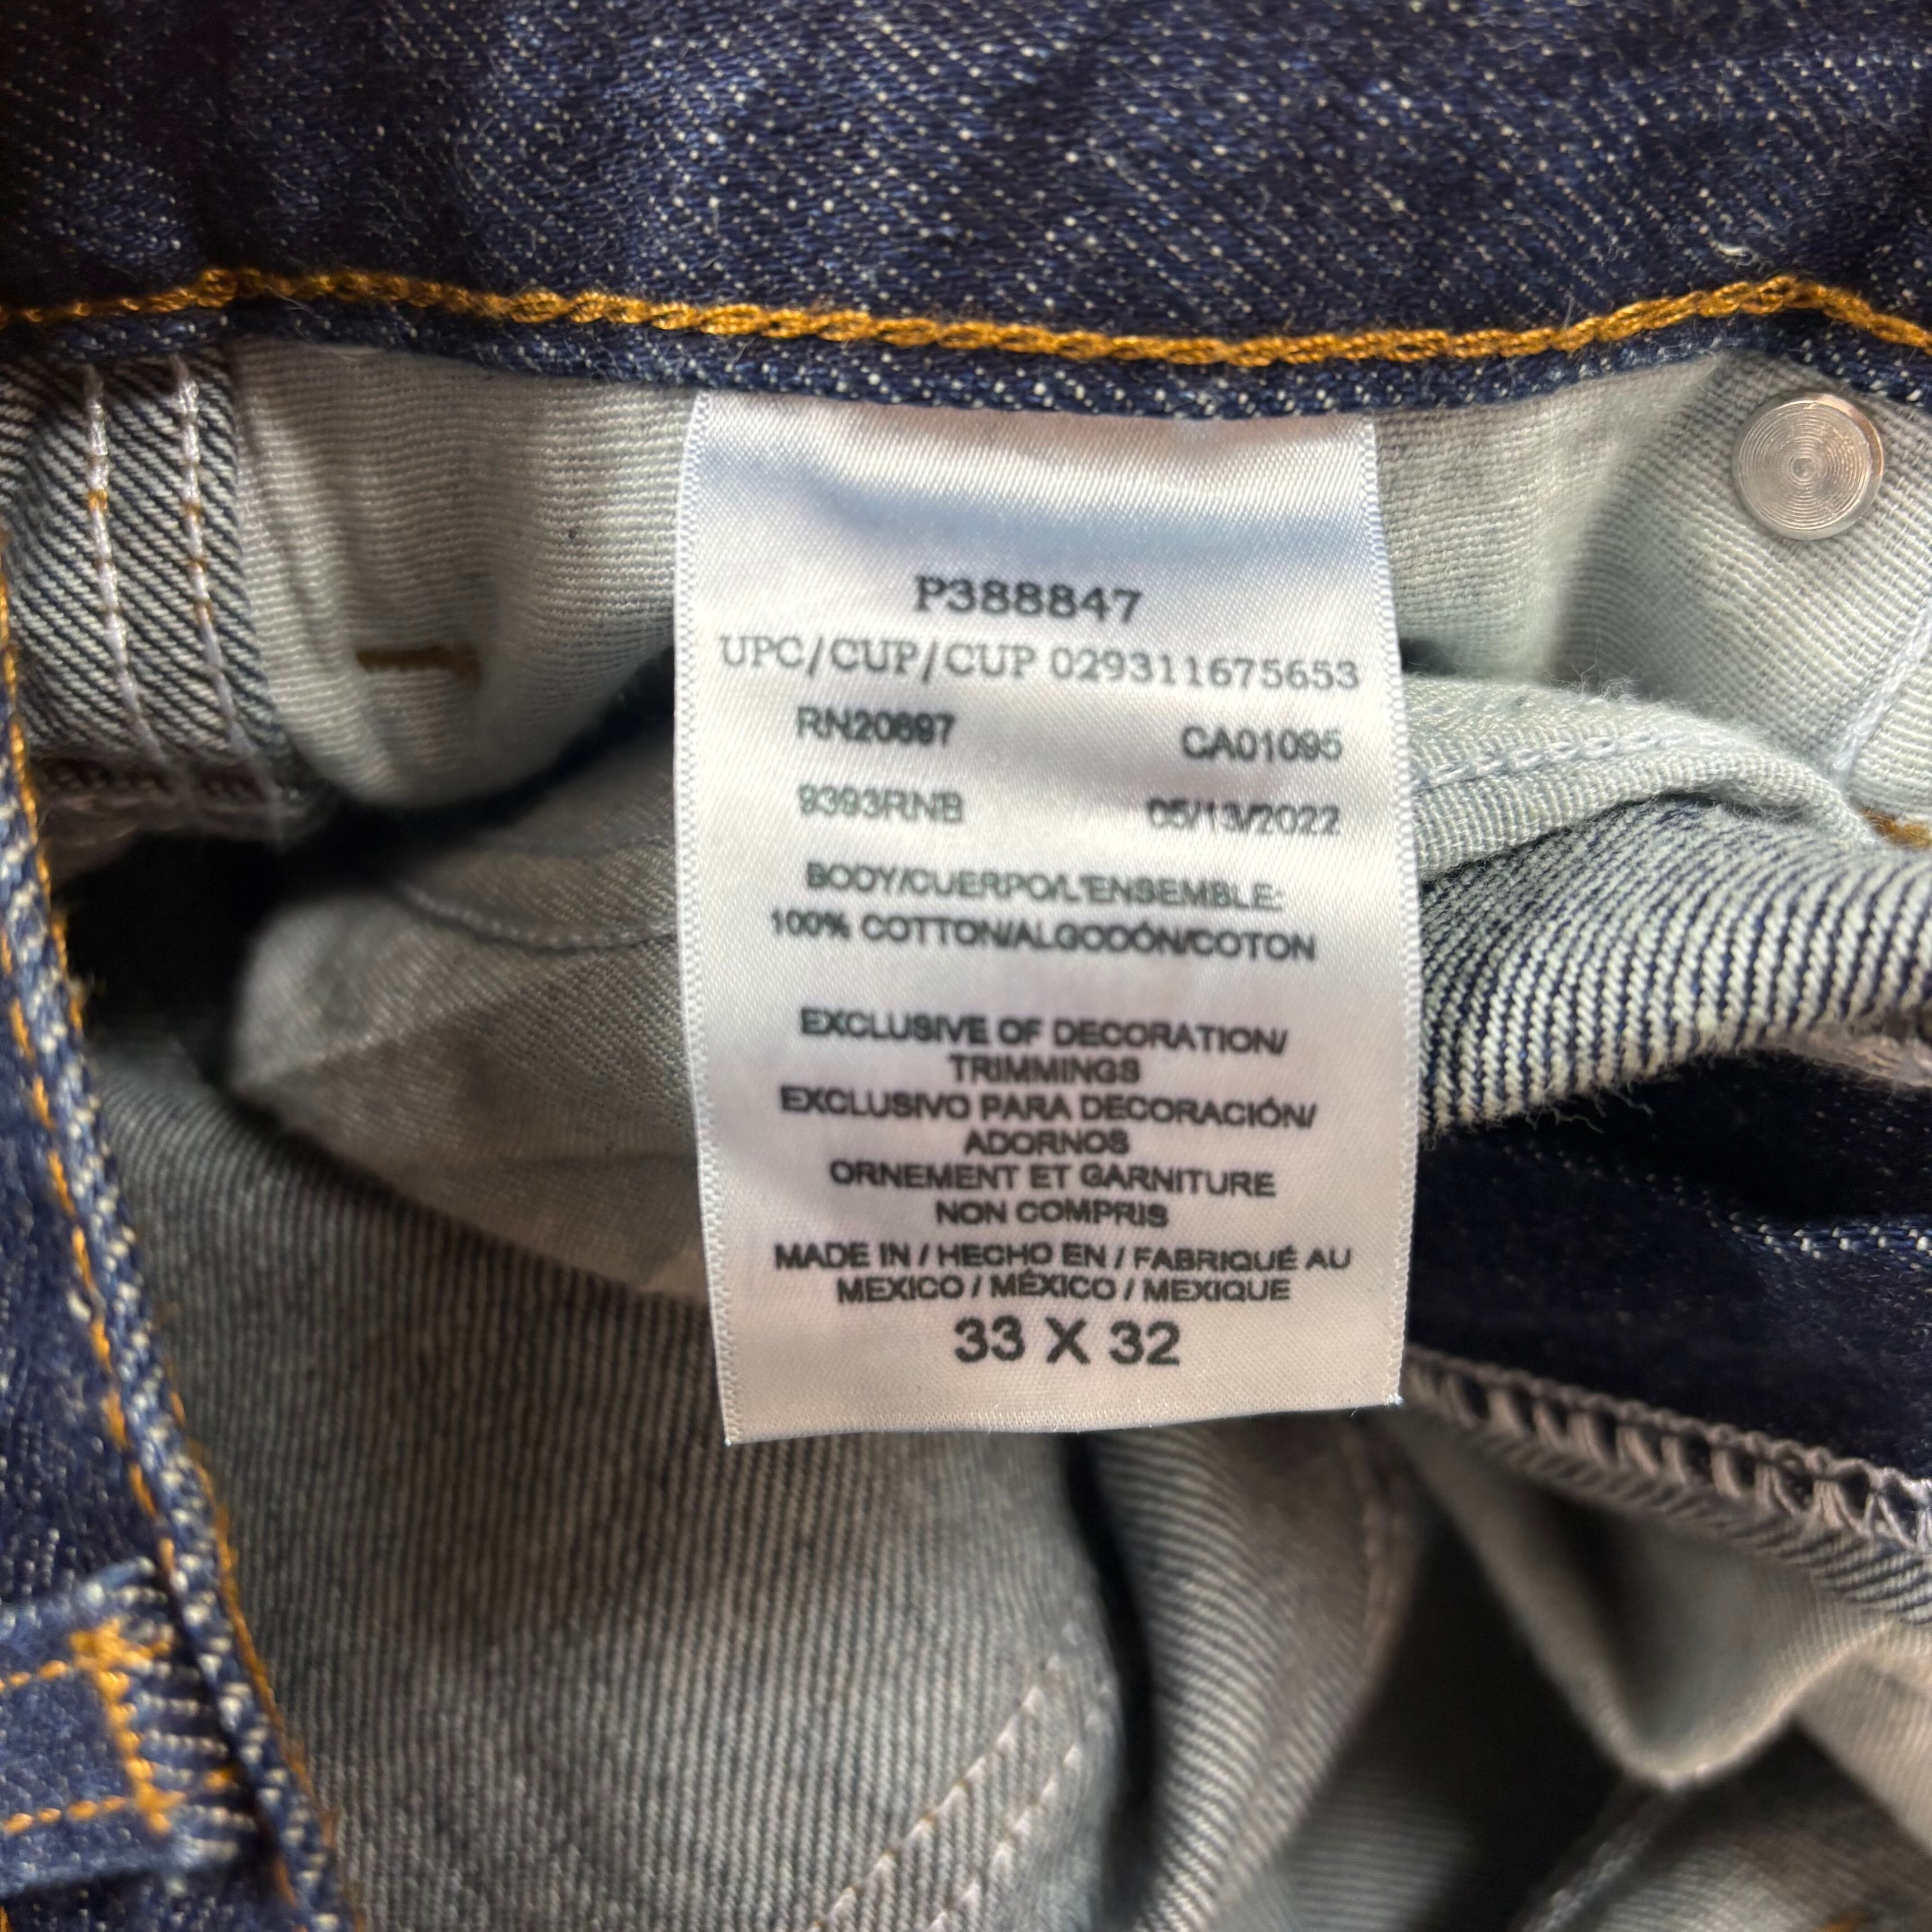 P388847
UPC/CUP/CUP 029311675653
RN20697 CA01095
9393RNB 05/13/2022
BODY/CUERPO/L'ENSEMBLE:
100% COTTON/ALGODÓN/COTON
EXCLUSIVE OF DECORATION/
TRIMMINGS
EXCLUSIVO PARA DECORACIÓN/
ADORNOS
ORNEMENT ET GARNITURE
NON COMPRIS
MADE IN / HECHO EN / FABRIQUÉ AU
MEXICO / MÉXICO / MEXIQUE
33 X 32